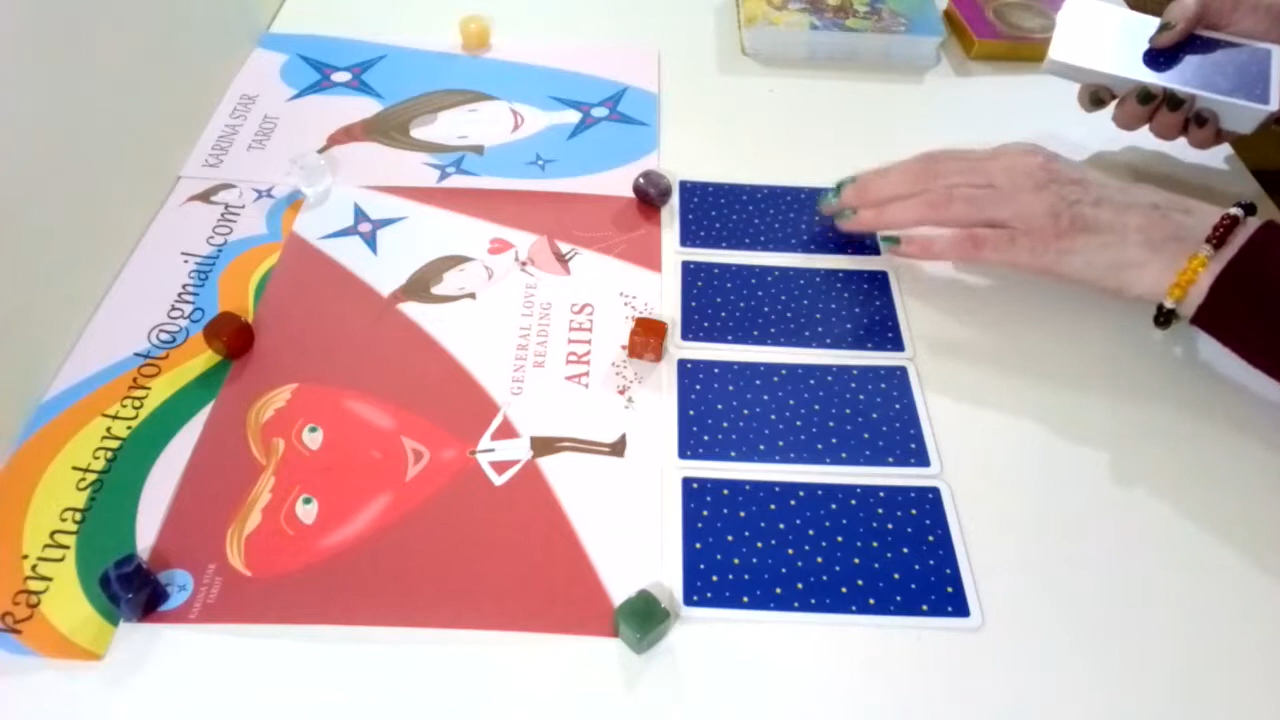 KARINA STAR
TAROT
karina.star.tarot@gmail.com
GENERAL LOVE
READING
ARIES
KARINA STAR
TAROT